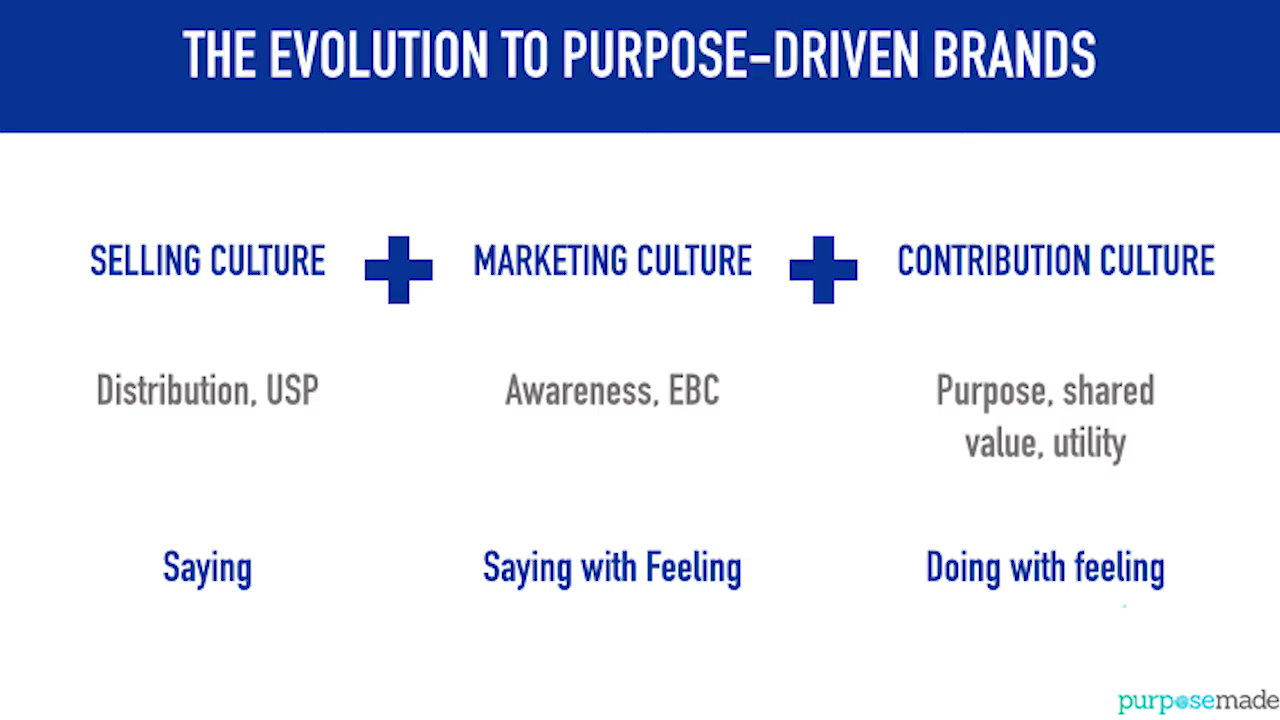 THE EVOLUTION TO PURPOSE-DRIVEN BRANDS
SELLING CULTURE + MARKETING CULTURE + CONTRIBUTION CULTURE
Distribution, USP
Awareness, EBC
Purpose, shared
value, utility
Saying
Saying with Feeling
Doing with feeling
purposemade